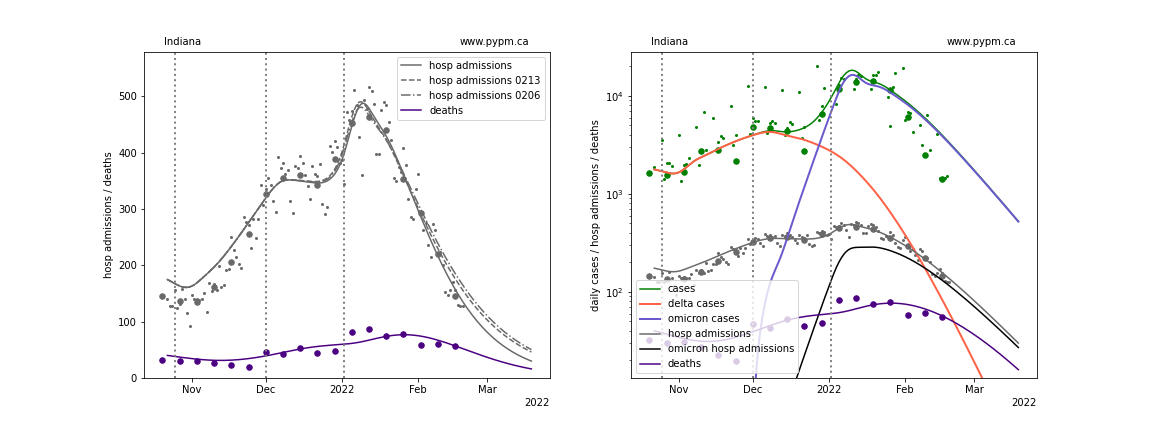 Indiana
www.pypm.ca
hosp admissions / deaths
500
400
300
200
100
0
hosp admissions
hosp admissions 0213
hosp admissions 0206
deaths
Nov
Dec
2022
Feb
Mar
2022
Indiana
www.pypm.ca
daily cases / hosp admissions / deaths
10⁴
10³
10²
cases
delta cases
omicron cases
hosp admissions
omicron hosp admissions
deaths
Nov
Dec
2022
Feb
Mar
2022